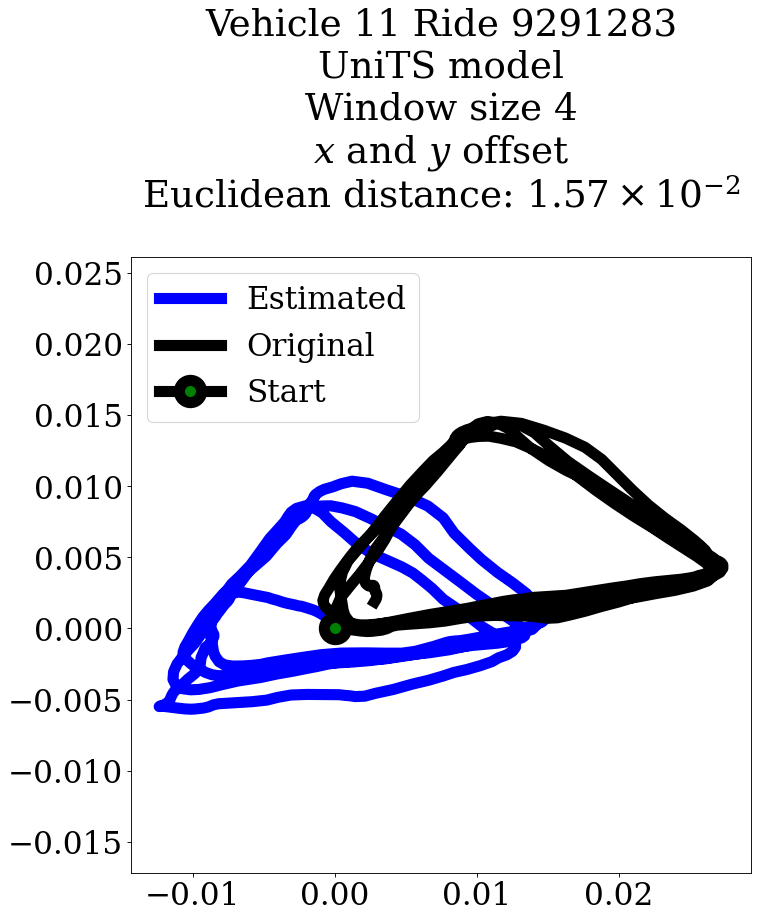 Vehicle 11 Ride 9291283
UniTS model
Window size 4
x and y offset
Euclidean distance: 1.57 × 10⁻²
Estimated
Original
Start
0.025
0.020
0.015
0.010
0.005
0.000
−0.005
−0.010
−0.015
−0.01 0.00 0.01 0.02